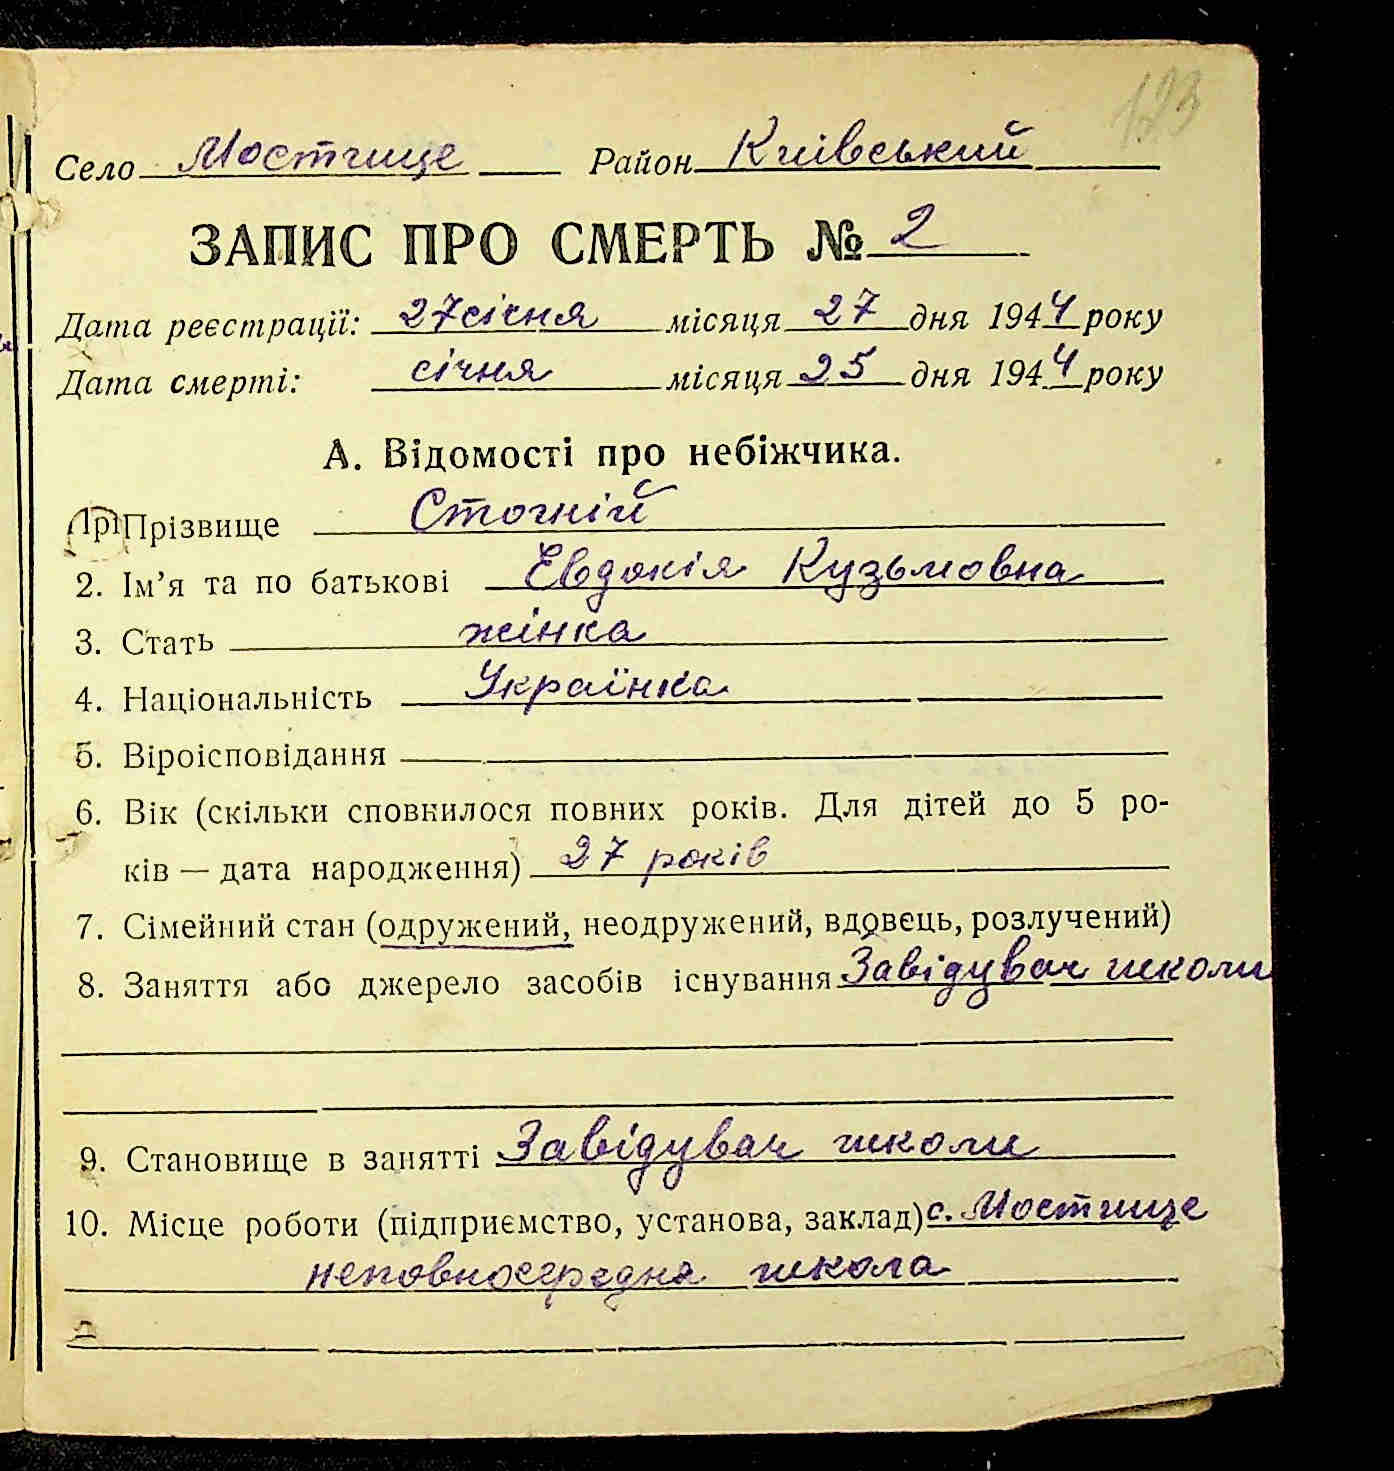 123
Село Мостище Район Київський
ЗАПИС ПРО СМЕРТЬ № 2
Дата реєстрації: 27 січня місяця 27 дня 1944 року
Дата смерті: січня місяця 25 дня 1944 року
А. Відомості про небіжчика.
Прізвище Стогній
2. Ім’я та по батькові Евдокія Кузьмовна
3. Стать жінка
4. Національність Українка
5. Віроісповідання
6. Вік (скільки сповнилося повних років. Для дітей до 5 ро-
ків — дата народження) 27 років
7. Сімейний стан (одружений, неодружений, вдовець, розлучений)
8. Заняття або джерело засобів існування Завідувач школи
9. Становище в занятті Завідувач школи
10. Місце роботи (підприємство, установа, заклад) с. Мостище
неповносередня школа